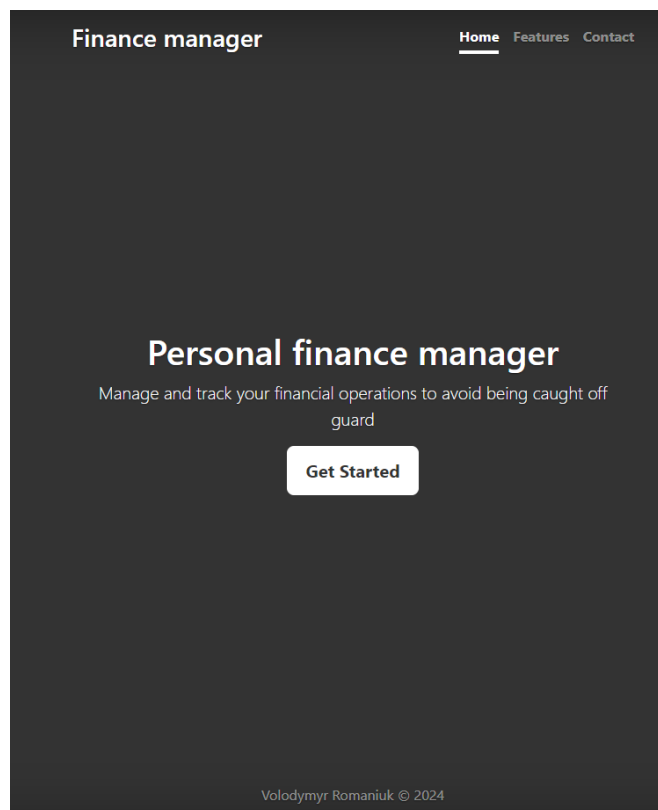 Finance manager
Home Features Contact
Personal finance manager
Manage and track your financial operations to avoid being caught off
guard
Get Started
Volodymyr Romaniuk © 2024